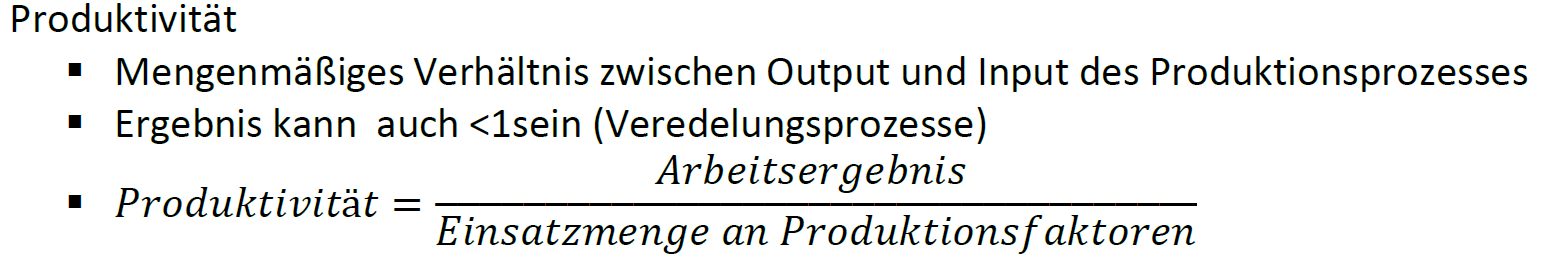 Produktivität
▪ Mengenmäßiges Verhältnis zwischen Output und Input des Produktionsprozesses
▪ Ergebnis kann  auch <1sein (Veredelungsprozesse)
▪ Produktivität = Arbeitsergebnis / Einsatzmenge an Produktionsfaktoren